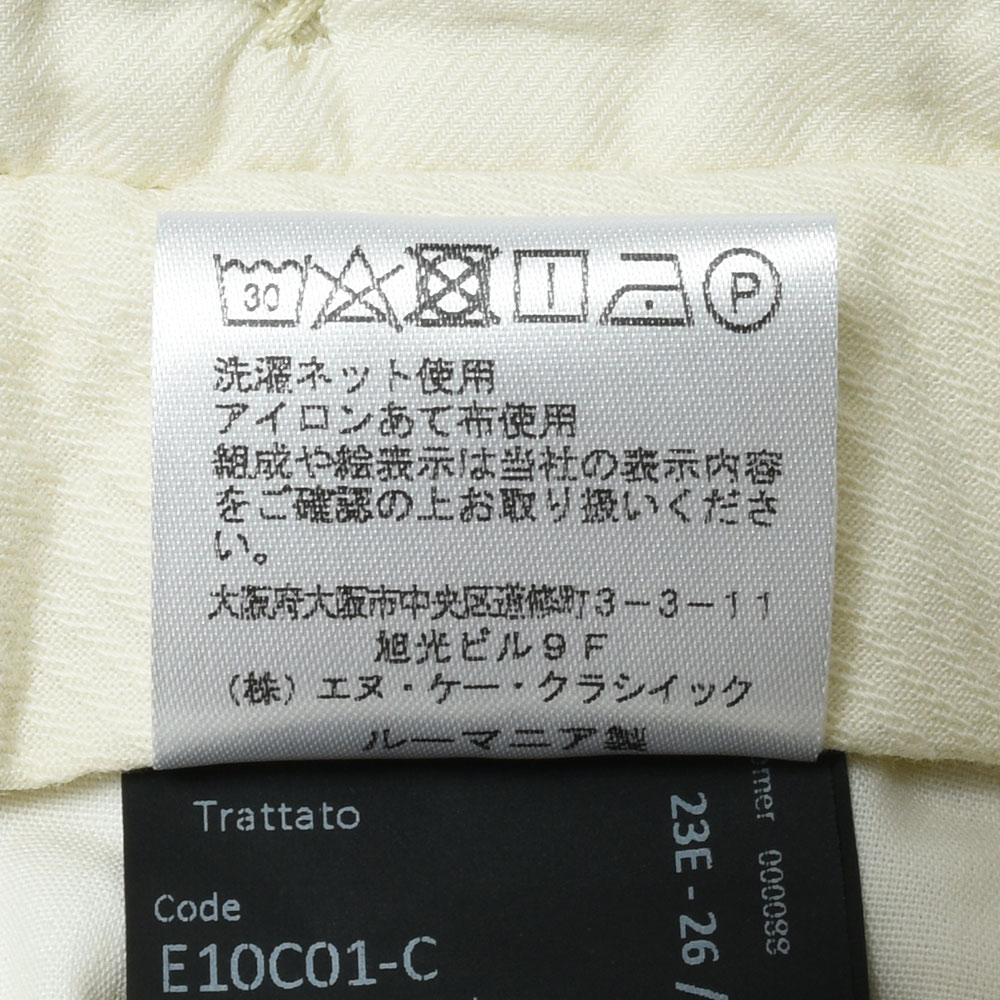 30
P
洗濯ネット使用
アイロンあて布使用
組成や絵表示は当社の表示内容
をご確認の上お取り扱いくださ
い。
大阪府大阪市中央区道修町3-3-11
旭光ビル9F
(株)エヌ・ケー・クラシイック
ルーマニア製
Trattato
Code
E10C01-C
23E - 26 /